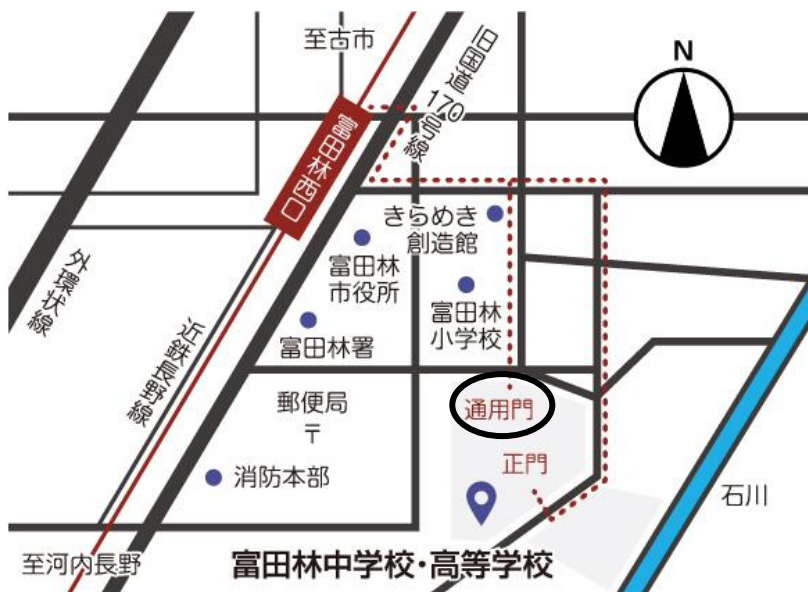 至古市
旧国道170号線
N
富田林西口
きらめき
創造館
富田林
市役所
富田林
小学校
外環状線
富田林署
近鉄長野線
郵便局
〒
通用門
正門
消防本部
石川
至河内長野
富田林中学校・高等学校